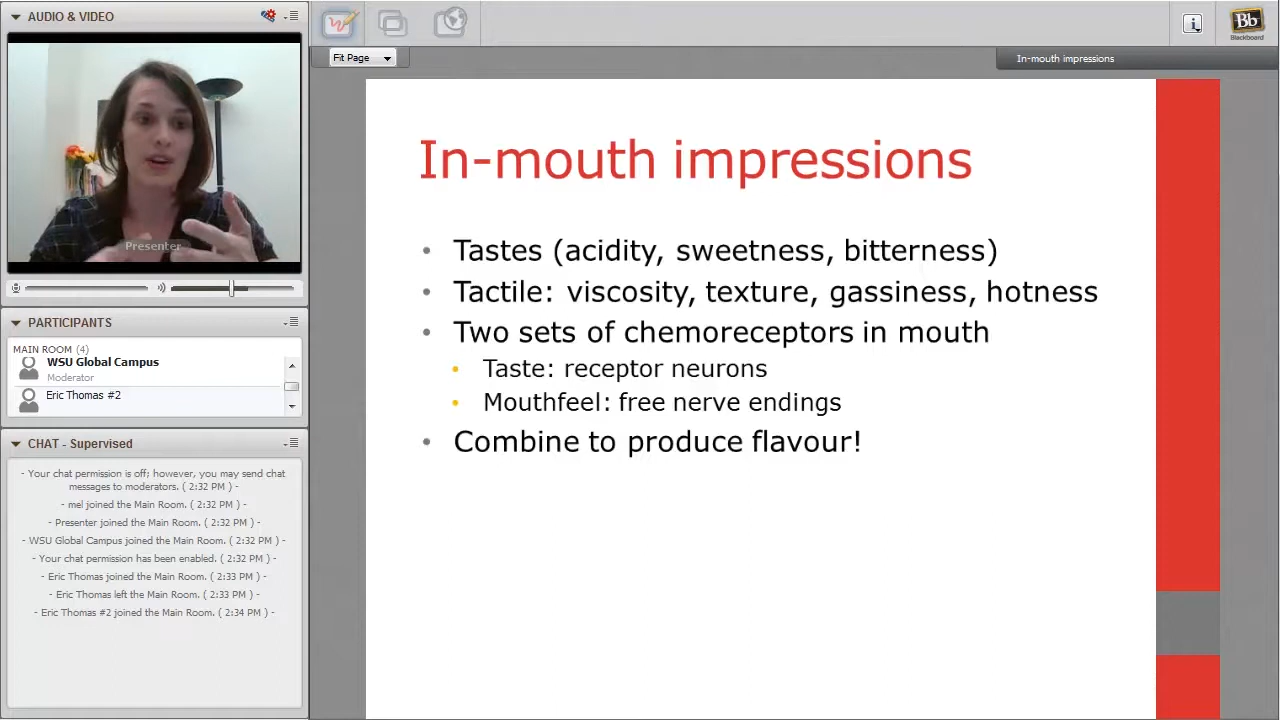 AUDIO & VIDEO
Presenter
PARTICIPANTS
MAIN ROOM (4)
WSU Global Campus
Moderator
Eric Thomas #2
CHAT - Supervised
- Your chat permission is off; however, you may send chat
messages to moderators. ( 2:32 PM ) -
- mel joined the Main Room. ( 2:32 PM ) -
- Presenter joined the Main Room. ( 2:32 PM ) -
- WSU Global Campus joined the Main Room. ( 2:32 PM ) -
- Your chat permission has been enabled. ( 2:32 PM ) -
- Eric Thomas joined the Main Room. ( 2:33 PM ) -
- Eric Thomas left the Main Room. ( 2:33 PM ) -
- Eric Thomas #2 joined the Main Room. ( 2:34 PM ) -
Fit Page
In-mouth impressions
Bb
Blackboard
In-mouth impressions
• Tastes (acidity, sweetness, bitterness)
• Tactile: viscosity, texture, gassiness, hotness
• Two sets of chemoreceptors in mouth
• Taste: receptor neurons
• Mouthfeel: free nerve endings
• Combine to produce flavour!